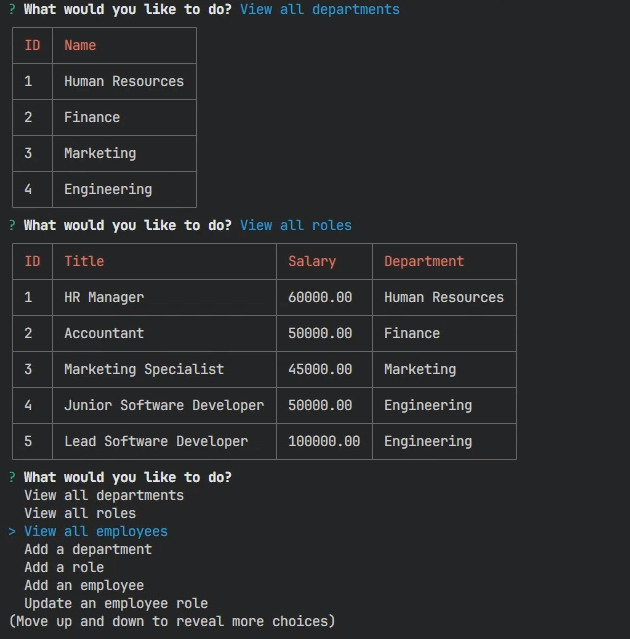 ? What would you like to do? View all departments
ID Name
1 Human Resources
2 Finance
3 Marketing
4 Engineering
? What would you like to do? View all roles
ID Title Salary Department
1 HR Manager 60000.00 Human Resources
2 Accountant 50000.00 Finance
3 Marketing Specialist 45000.00 Marketing
4 Junior Software Developer 50000.00 Engineering
5 Lead Software Developer 100000.00 Engineering
? What would you like to do?
View all departments
View all roles
> View all employees
Add a department
Add a role
Add an employee
Update an employee role
(Move up and down to reveal more choices)